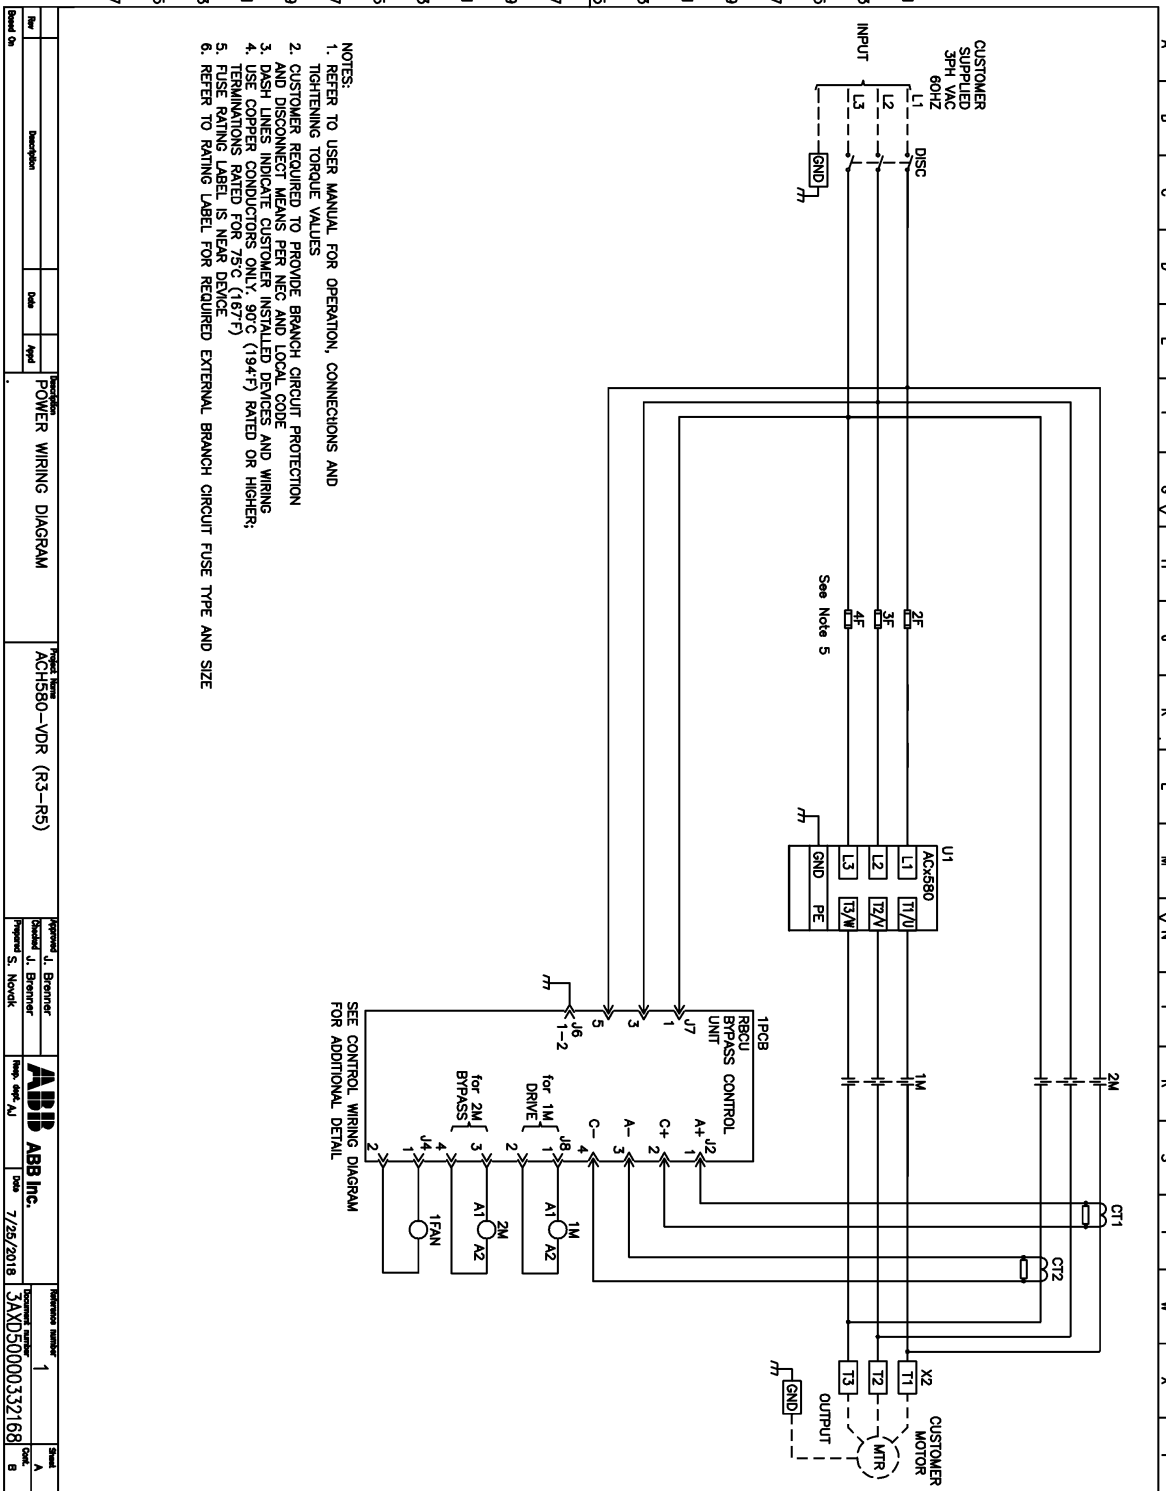 CUSTOMER
SUPPLIED
3PH VAC
60HZ
INPUT
L1
L2
L3
DISC
GND
2F
3F
4F
See Note 5
U1
ACx580
L1
T1/U
L2
T2/V
L3
T3/W
GND
PE
2M
1M
CT1
CT2
X2
T1
T2
T3
CUSTOMER
MOTOR
MTR
OUTPUT
GND
1PCB
RBCU
BYPASS CONTROL
UNIT
J7
1
3
5
J6
1-2
J2
A+
1
C+
2
A-
3
C-
4
J8
for 1M
DRIVE
1
2
for 2M
BYPASS
3
4
J4
1
2
1M
A1
A2
2M
A1
A2
1FAN
SEE CONTROL WIRING DIAGRAM
FOR ADDITIONAL DETAIL
NOTES:
1. REFER TO USER MANUAL FOR OPERATION, CONNECTIONS AND
TIGHTENING TORQUE VALUES
2. CUSTOMER REQUIRED TO PROVIDE BRANCH CIRCUIT PROTECTION
AND DISCONNECT MEANS PER NEC AND LOCAL CODE
3. DASH LINES INDICATE CUSTOMER INSTALLED DEVICES AND WIRING
4. USE COPPER CONDUCTORS ONLY. 90°C (194°F) RATED OR HIGHER;
TERMINATIONS RATED FOR 75°C (167°F)
5. FUSE RATING LABEL IS NEAR DEVICE
6. REFER TO RATING LABEL FOR REQUIRED EXTERNAL BRANCH CIRCUIT FUSE TYPE AND SIZE
Rev
Description
Date
Appd
Based On
Description
POWER WIRING DIAGRAM
.
Project Name
ACH580-VDR (R3-R5)
Approved J. Brenner
Checked J. Brenner
Prepared S. Novak
ABB ABB Inc.
Resp. dept. AJ
Date 7/25/2018
Reference number
1
Document number
3AXD50000332168
Sheet
A
Cont.
B